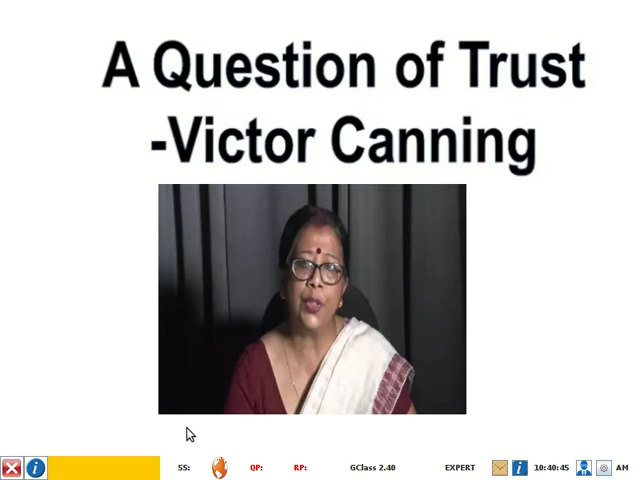 A Question of Trust
-Victor Canning
SS: QP: RP: GClass 2.40 EXPERT 10:40:45 AM